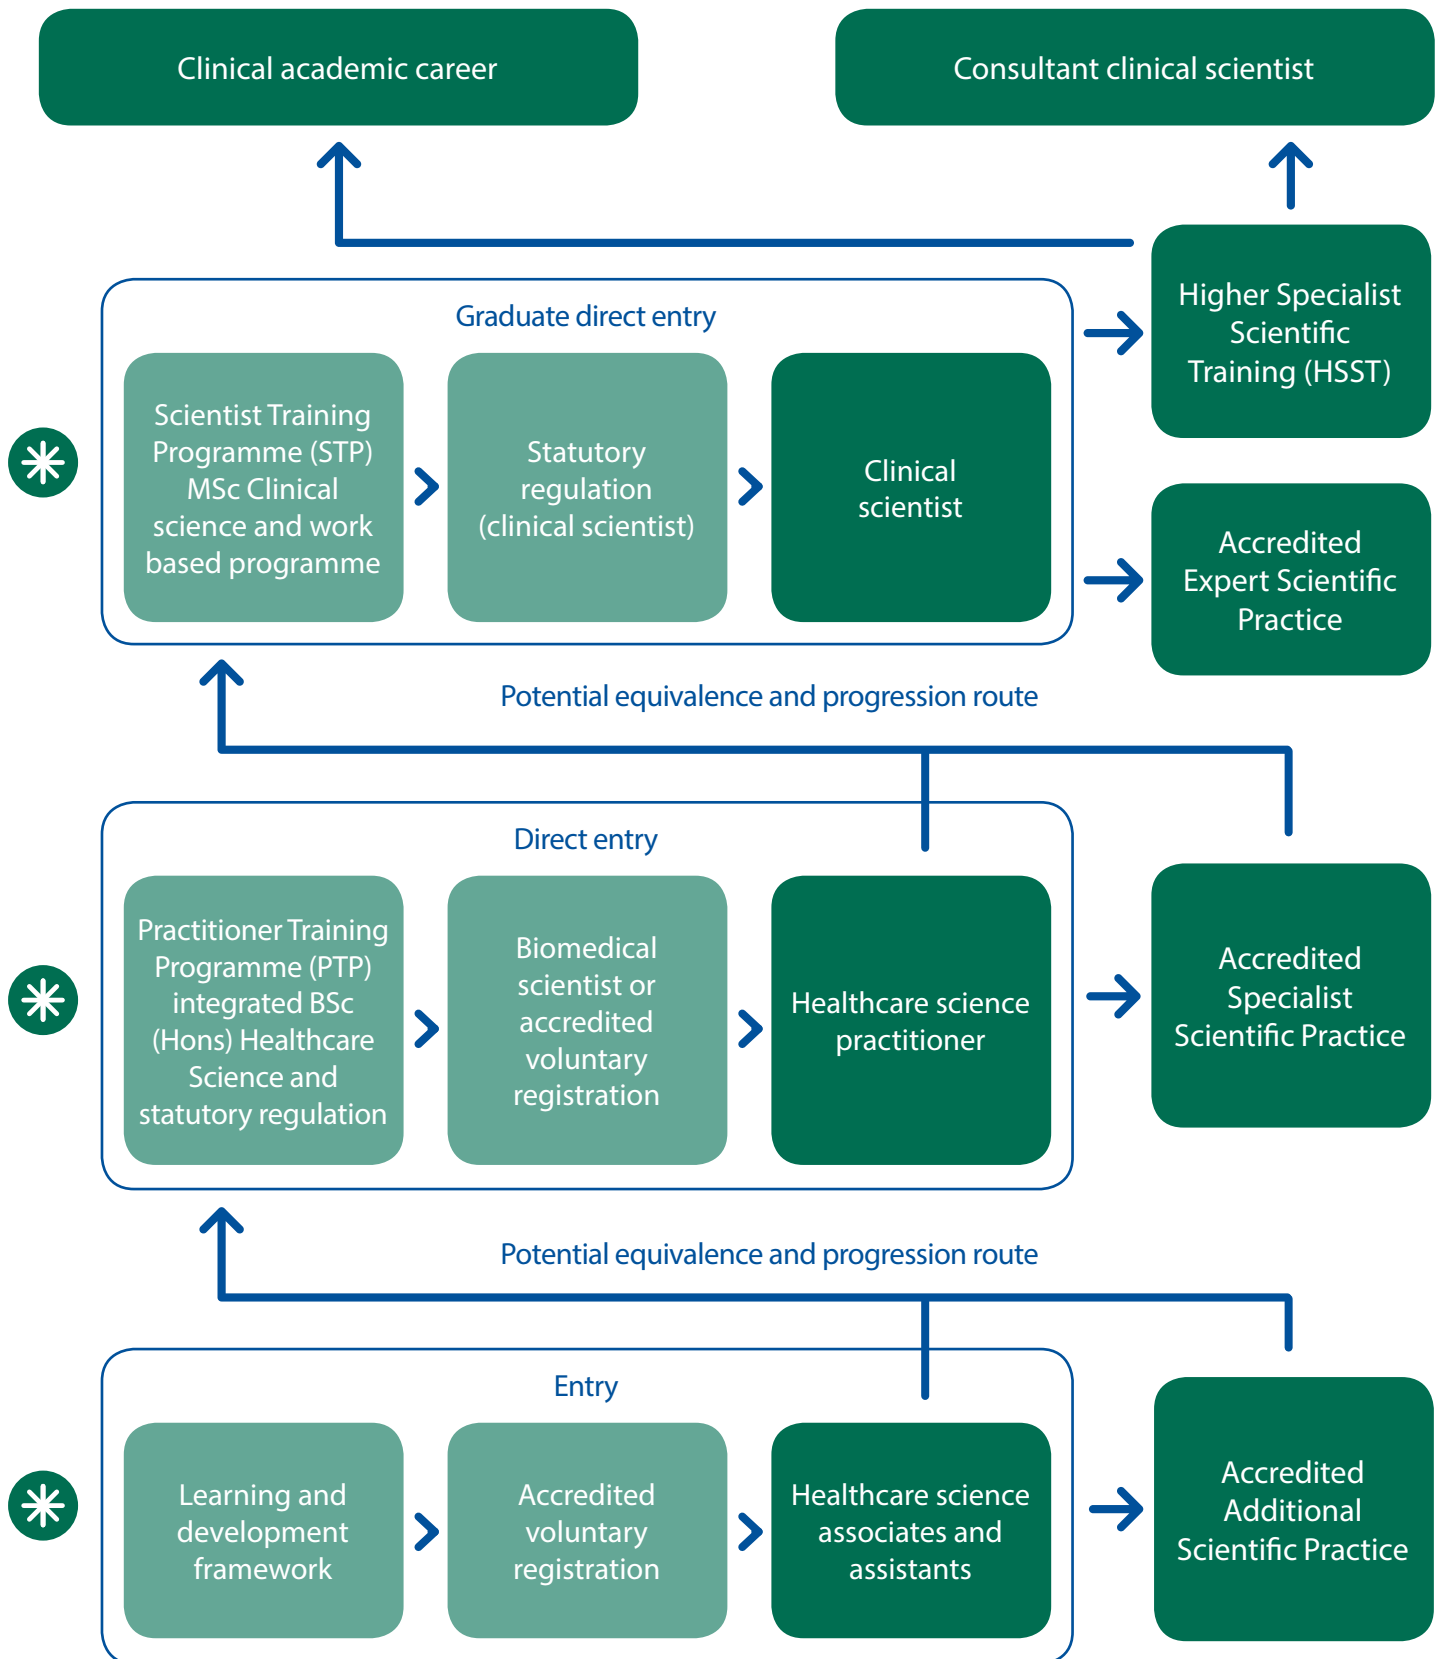 Clinical academic career
Consultant clinical scientist
Higher Specialist
Scientific
Training (HSST)
Graduate direct entry
Scientist Training
Programme (STP)
MSc Clinical
science and work
based programme
Statutory
regulation
(clinical scientist)
Clinical
scientist
Accredited
Expert Scientific
Practice
Potential equivalence and progression route
Direct entry
Practitioner Training
Programme (PTP)
integrated BSc
(Hons) Healthcare
Science and
statutory regulation
Biomedical
scientist or
accredited
voluntary
registration
Healthcare science
practitioner
Accredited
Specialist
Scientific Practice
Potential equivalence and progression route
Entry
Learning and
development
framework
Accredited
voluntary
registration
Healthcare science
associates and
assistants
Accredited
Additional
Scientific Practice